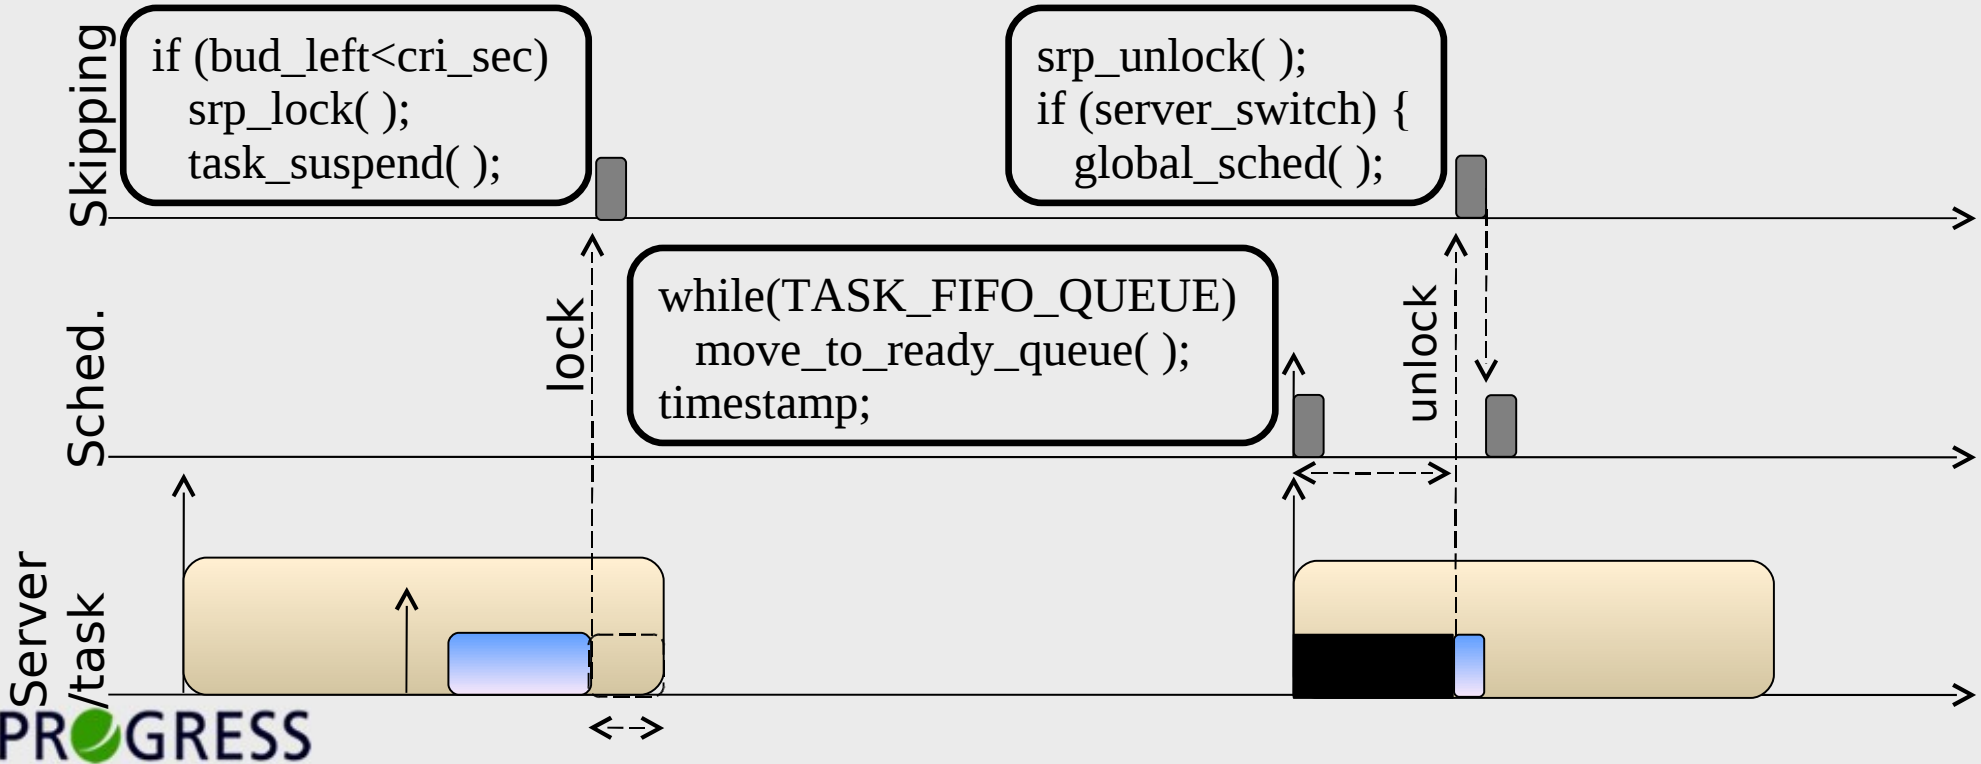 Skipping
if (bud_left<cri_sec)
srp_lock( );
task_suspend( );
srp_unlock( );
if (server_switch) {
global_sched( );
Sched.
lock
while(TASK_FIFO_QUEUE)
move_to_ready_queue( );
timestamp;
unlock
Server
/task
PROGRESS